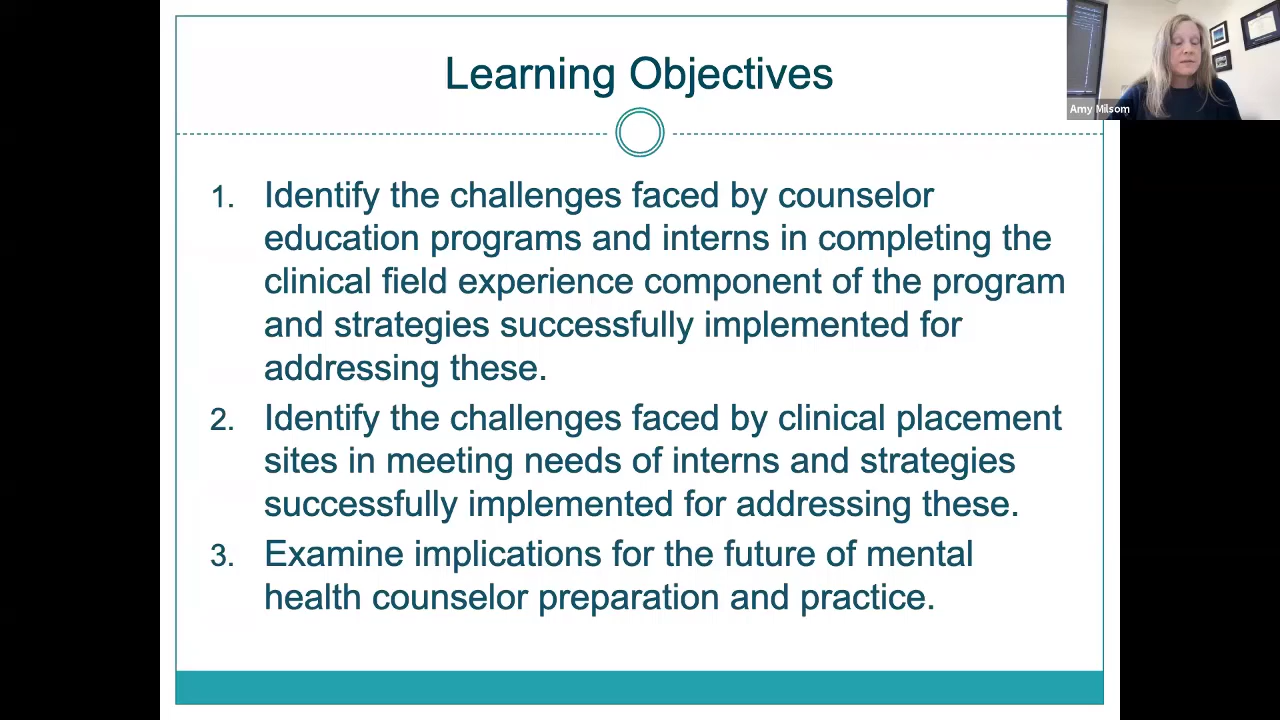 Learning Objectives
Amy Milsom
1. Identify the challenges faced by counselor
education programs and interns in completing the
clinical field experience component of the program
and strategies successfully implemented for
addressing these.
2. Identify the challenges faced by clinical placement
sites in meeting needs of interns and strategies
successfully implemented for addressing these.
3. Examine implications for the future of mental
health counselor preparation and practice.